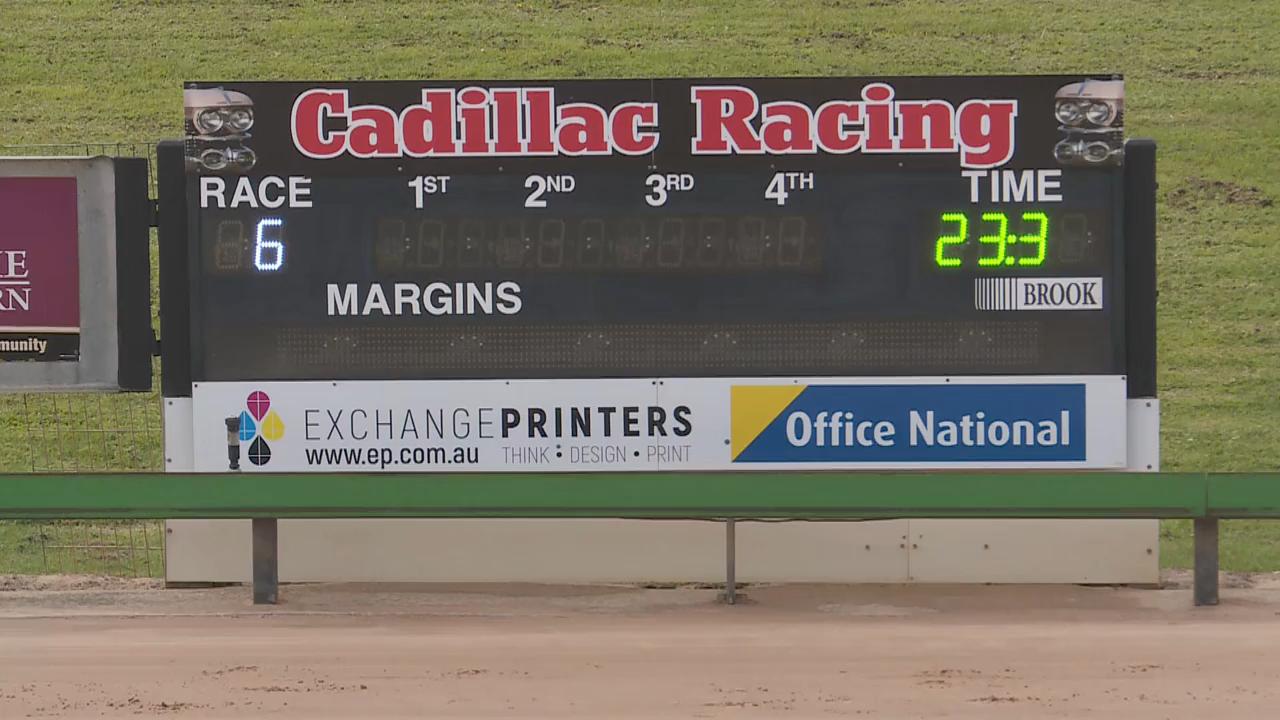 Cadillac Racing
RACE 1ST 2ND 3RD 4TH TIME
6 23:3
MARGINS
BROOK
EXCHANGEPRINTERS
www.ep.com.au THINK : DESIGN • PRINT
Office National
munity